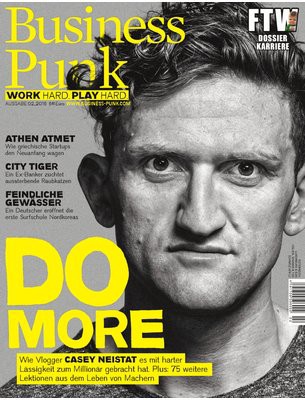 Business
Punk
WORK HARD. PLAY HARD.
FTW
DOSSIER
KARRIERE
ATHEN ATMET
Wie griechische Startups
den Neuanfang wagen
CITY TIGER
Ein Ex-Banker züchtet
aussterbende Raubkatzen
FEINDLICHE
GEWÄSSER
Ein Deutscher eröffnet die
erste Surfschule Nordkoreas
DO
MORE
Wie Vlogger CASEY NEISTAT es mit harter
Lässigkeit zum Millionär gebracht hat. Plus: 75 weitere
Lektionen aus dem Leben von Machern